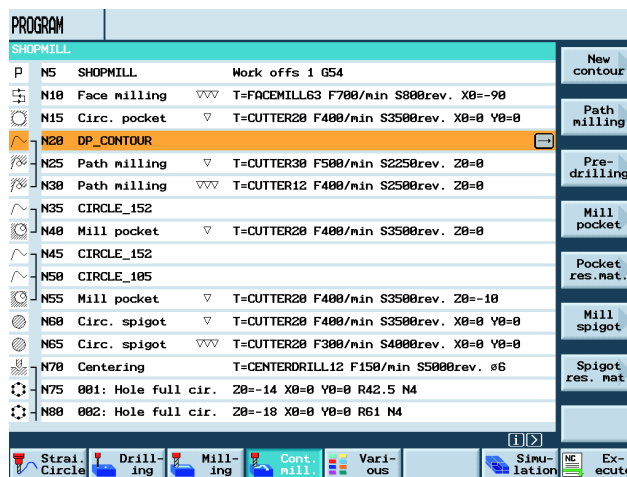 PROGRAM
SHOPMILL
P N5 SHOPMILL Work offs 1 G54
N10 Face milling ▽▽▽ T=FACEMILL63 F700/min S800rev. X0=-90
N15 Circ. pocket ▽ T=CUTTER20 F400/min S3500rev. X0=0 Y0=0
N20 DP_CONTOUR
N25 Path milling ▽ T=CUTTER30 F500/min S2250rev. Z0=0
N30 Path milling ▽▽▽ T=CUTTER12 F400/min S2500rev. Z0=0
N35 CIRCLE_152
N40 Mill pocket ▽ T=CUTTER20 F400/min S3500rev. Z0=0
N45 CIRCLE_152
N50 CIRCLE_105
N55 Mill pocket ▽ T=CUTTER20 F400/min S3500rev. Z0=-10
N60 Circ. spigot ▽ T=CUTTER20 F400/min S3500rev. X0=0 Y0=0
N65 Circ. spigot ▽▽▽ T=CUTTER20 F300/min S4000rev. X0=0 Y0=0
N70 Centering T=CENTERDRILL12 F150/min S5000rev. ø6
N75 001: Hole full cir. Z0=-14 X0=0 Y0=0 R42.5 N4
N80 002: Hole full cir. Z0=-18 X0=0 Y0=0 R61 N4
New
contour
Path
milling
Pre-
drilling
Mill
pocket
Pocket
res.mat.
Mill
spigot
Spigot
res. mat
i
Strai.
Circle
Drill-
ing
Mill-
ing
Cont.
mill.
Vari-
ous
Simu-
lation
NC
Ex-
ecute